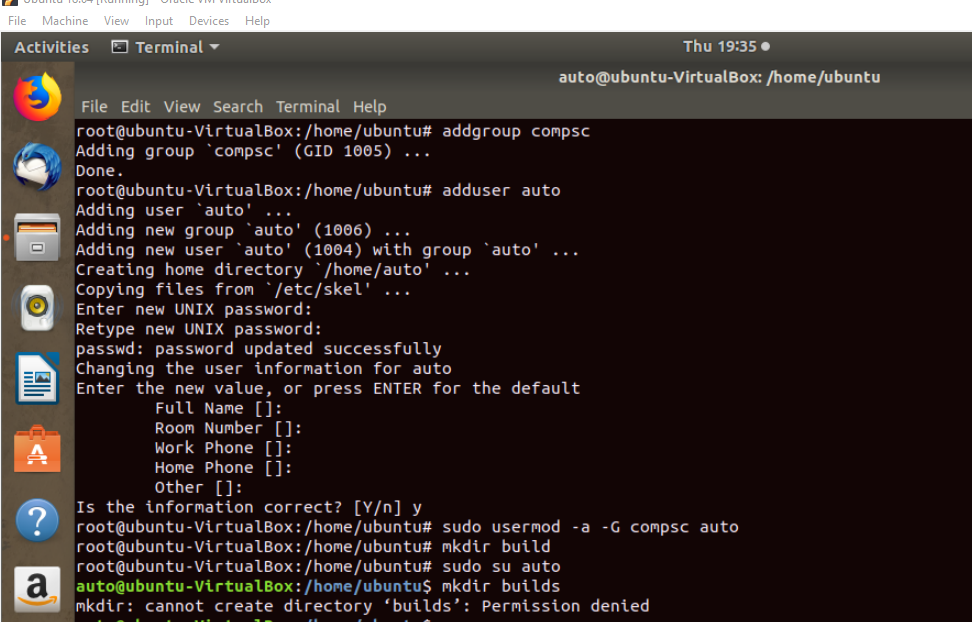 Ubuntu 18.04 [Running] - Oracle VM VirtualBox
File Machine View Input Devices Help
Activities Terminal Thu 19:35
auto@ubuntu-VirtualBox: /home/ubuntu
File Edit View Search Terminal Help
root@ubuntu-VirtualBox:/home/ubuntu# addgroup compsc
Adding group `compsc' (GID 1005) ...
Done.
root@ubuntu-VirtualBox:/home/ubuntu# adduser auto
Adding user `auto' ...
Adding new group `auto' (1006) ...
Adding new user `auto' (1004) with group `auto' ...
Creating home directory `/home/auto' ...
Copying files from `/etc/skel' ...
Enter new UNIX password:
Retype new UNIX password:
passwd: password updated successfully
Changing the user information for auto
Enter the new value, or press ENTER for the default
Full Name []:
Room Number []:
Work Phone []:
Home Phone []:
Other []:
Is the information correct? [Y/n] y
root@ubuntu-VirtualBox:/home/ubuntu# sudo usermod -a -G compsc auto
root@ubuntu-VirtualBox:/home/ubuntu# mkdir build
root@ubuntu-VirtualBox:/home/ubuntu# sudo su auto
auto@ubuntu-VirtualBox:/home/ubuntu$ mkdir builds
mkdir: cannot create directory ‘builds’: Permission denied